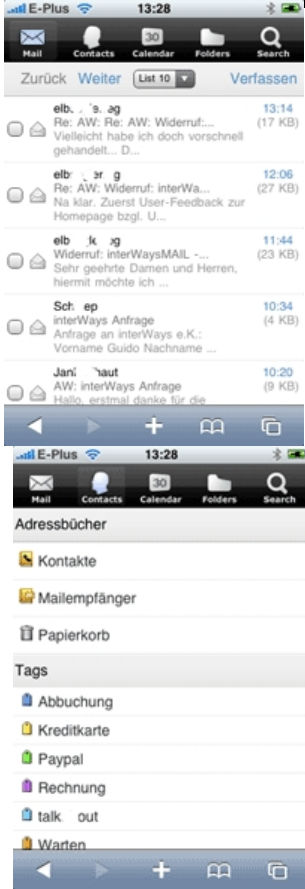 E-Plus 13:28
Mail Contacts 30 Calendar Folders Search
Zurück Weiter List 10 Verfassen
13:14
Re: AW: Re: AW: Widerruf:... (17 KB)
Vielleicht habe ich doch vorschnell
gehandelt... D...
12:06
Re: AW: Widerruf: interWa... (27 KB)
Na klar. Zuerst User-Feedback zur
Homepage bzgl. U...
11:44
Widerruf: interWaysMAIL -... (23 KB)
Sehr geehrte Damen und Herren,
hiermit möchte ich ...
10:34
interWays Anfrage (4 KB)
Anfrage an interWays e.K.:
Vorname Guido Nachname ...
10:20
AW: interWays Anfrage (9 KB)
Hallo, erstmal danke für die
E-Plus 13:28
Mail Contacts 30 Calendar Folders Search
Adressbücher
Kontakte
Mailempfänger
Papierkorb
Tags
Abbuchung
Kreditkarte
Paypal
Rechnung
talk out
Warten